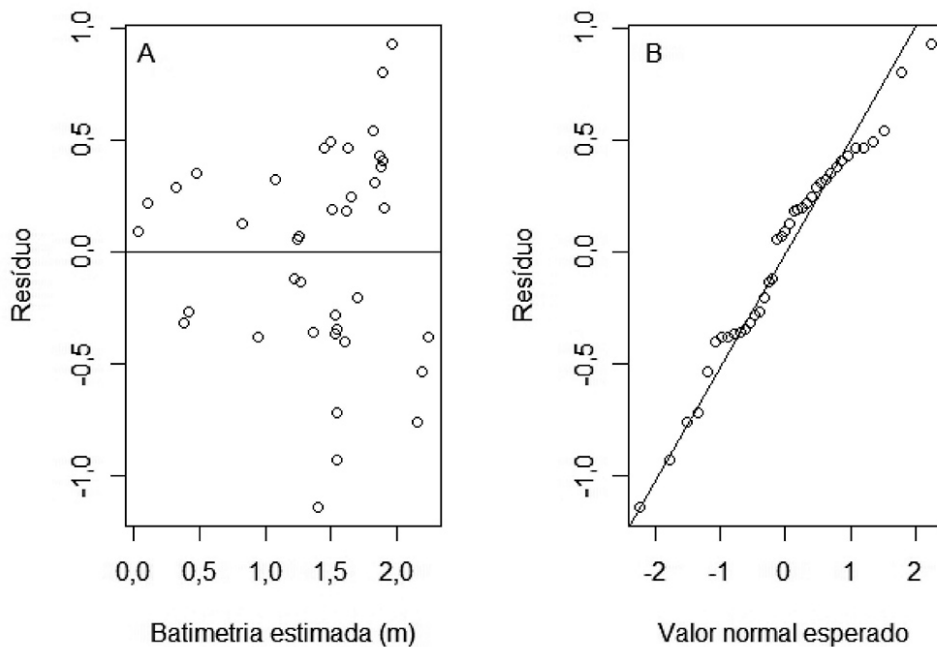 A
Resíduo
1,0
0,5
0,0
-0,5
-1,0
0,0 0,5 1,0 1,5 2,0
Batimetria estimada (m)
B
Resíduo
1,0
0,5
0,0
-0,5
-1,0
-2 -1 0 1 2
Valor normal esperado